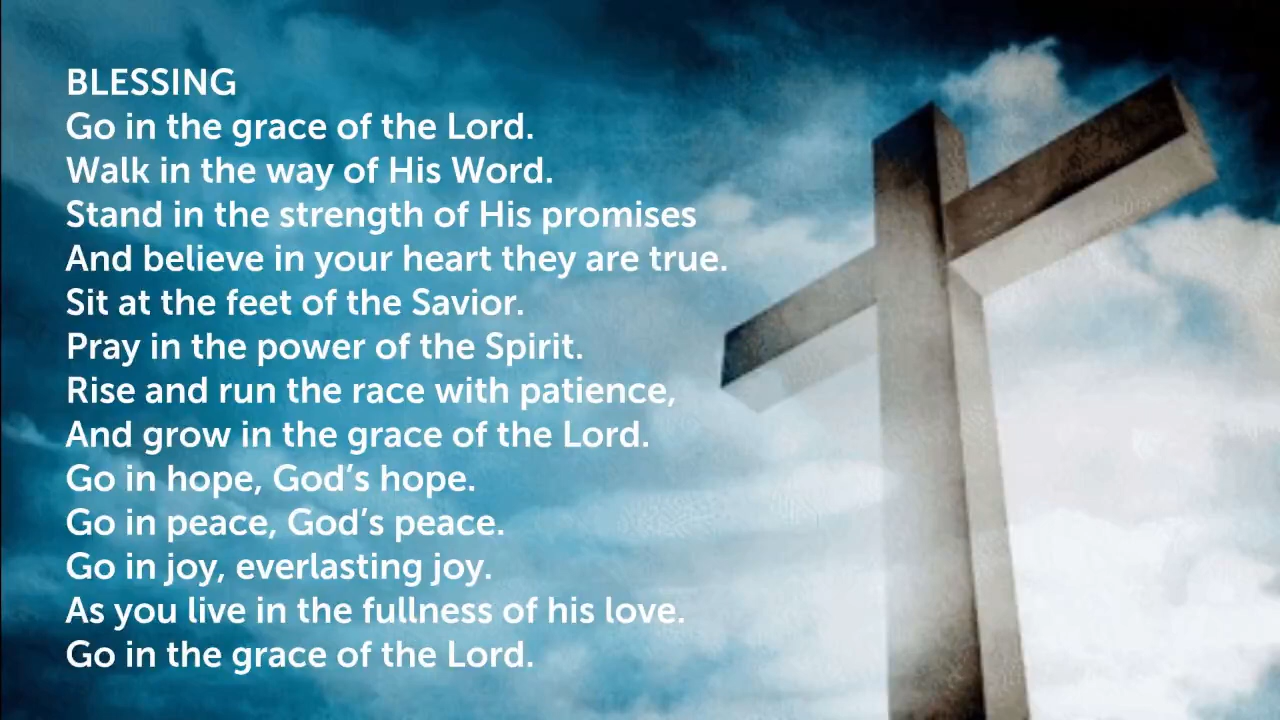 BLESSING
Go in the grace of the Lord.
Walk in the way of His Word.
Stand in the strength of His promises
And believe in your heart they are true.
Sit at the feet of the Savior.
Pray in the power of the Spirit.
Rise and run the race with patience,
And grow in the grace of the Lord.
Go in hope, God’s hope.
Go in peace, God’s peace.
Go in joy, everlasting joy.
As you live in the fullness of his love.
Go in the grace of the Lord.